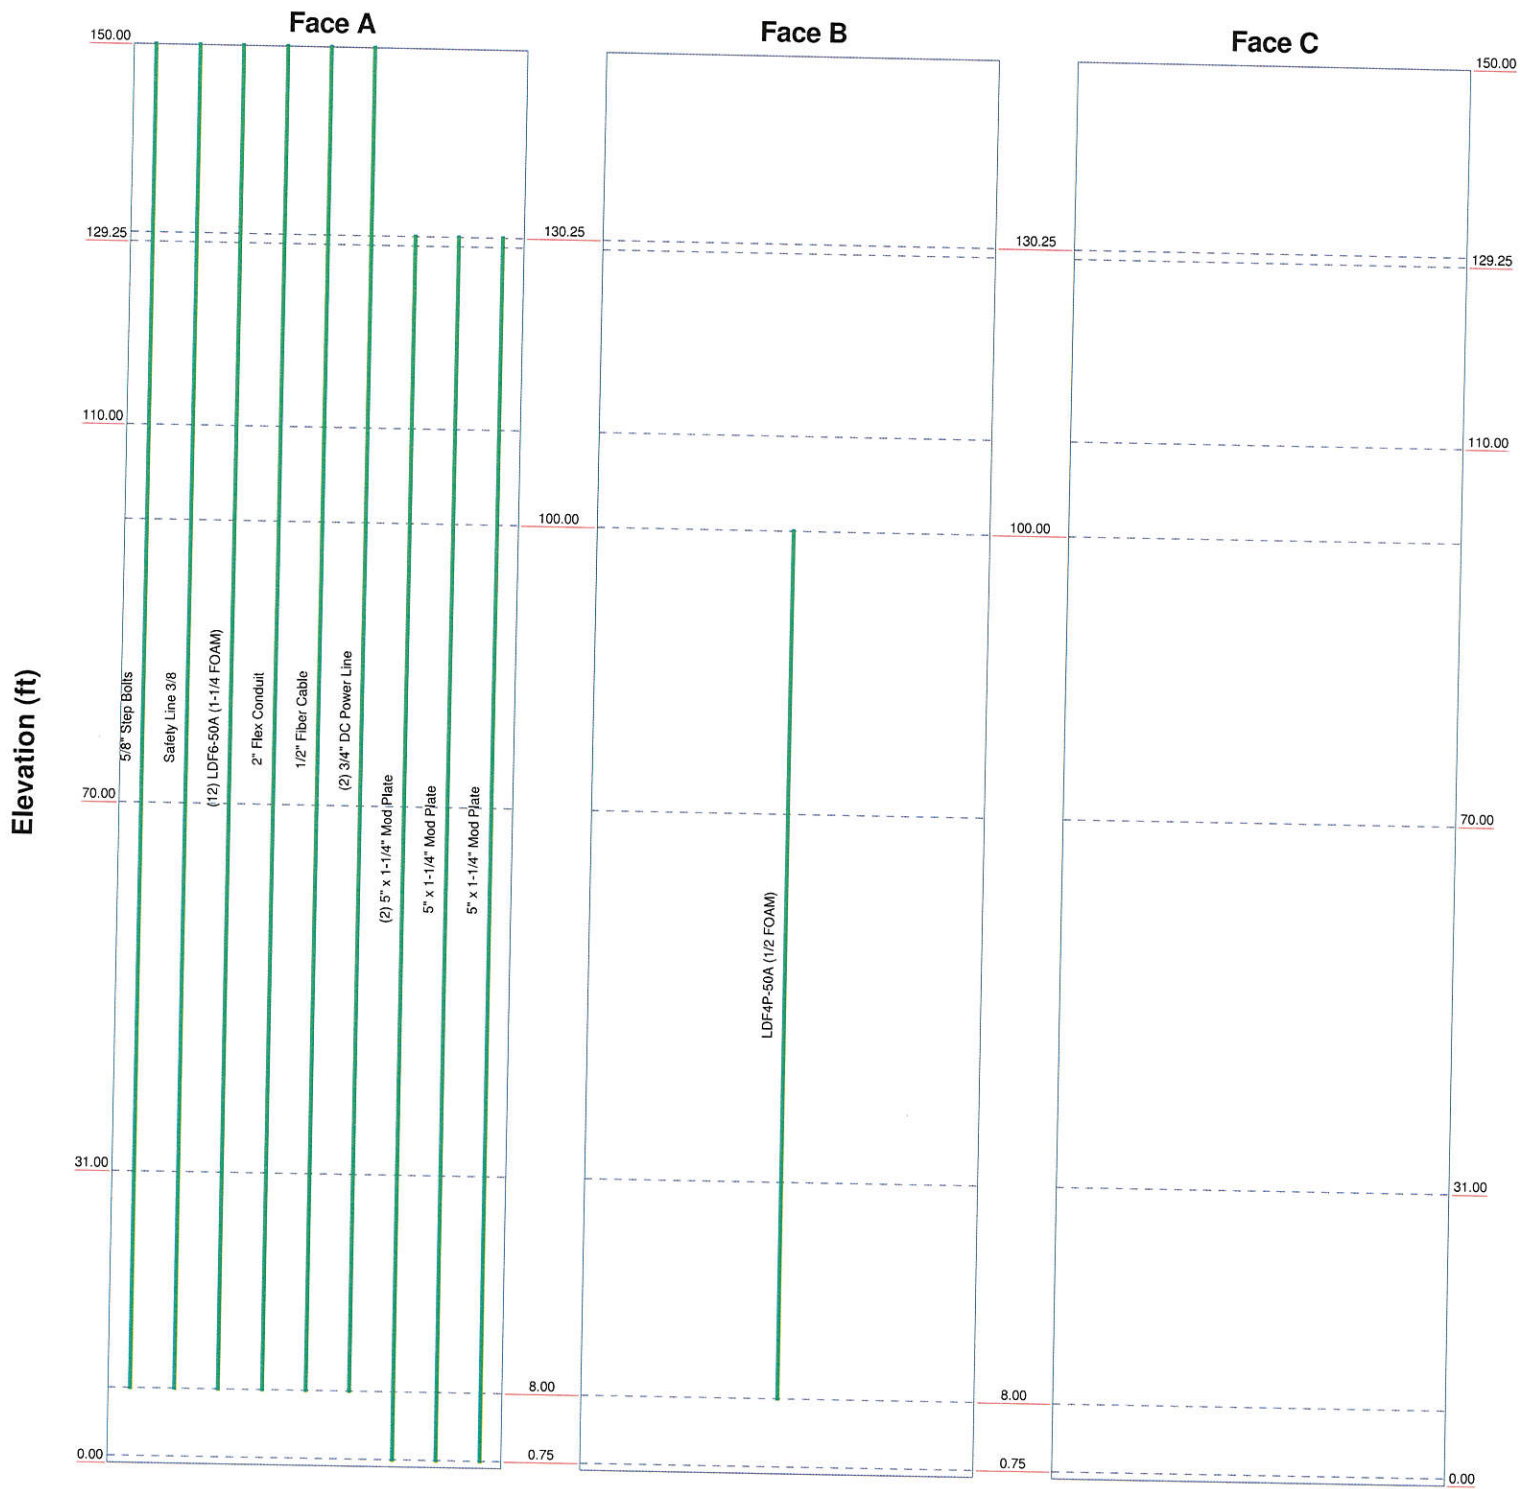 Face A
Face B
Face C
150.00
150.00
129.25
130.25
130.25
129.25
110.00
110.00
100.00
100.00
5/8" Step Bolts
Safety Line 3/8
(12) LDF6-50A (1-1/4 FOAM)
2" Flex Conduit
1/2" Fiber Cable
(2) 3/4" DC Power Line
(2) 5" x 1-1/4" Mod Plate
5" x 1-1/4" Mod Plate
5" x 1-1/4" Mod Plate
LDF4P-50A (1/2 FOAM)
Elevation (ft)
70.00
70.00
31.00
31.00
8.00
8.00
0.00
0.75
0.75
0.00